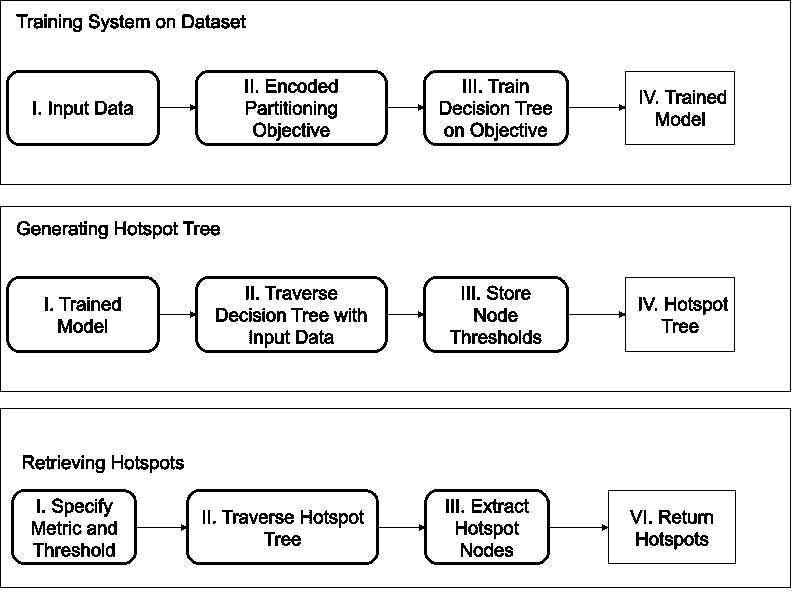 Training System on Dataset
I. Input Data
II. Encoded
Partitioning
Objective
III. Train
Decision Tree
on Objective
IV. Trained
Model
Generating Hotspot Tree
I. Trained
Model
II. Traverse
Decision Tree with
Input Data
III. Store
Node
Thresholds
IV. Hotspot
Tree
Retrieving Hotspots
I. Specify
Metric and
Threshold
II. Traverse Hotspot
Tree
III. Extract
Hotspot
Nodes
VI. Return
Hotspots